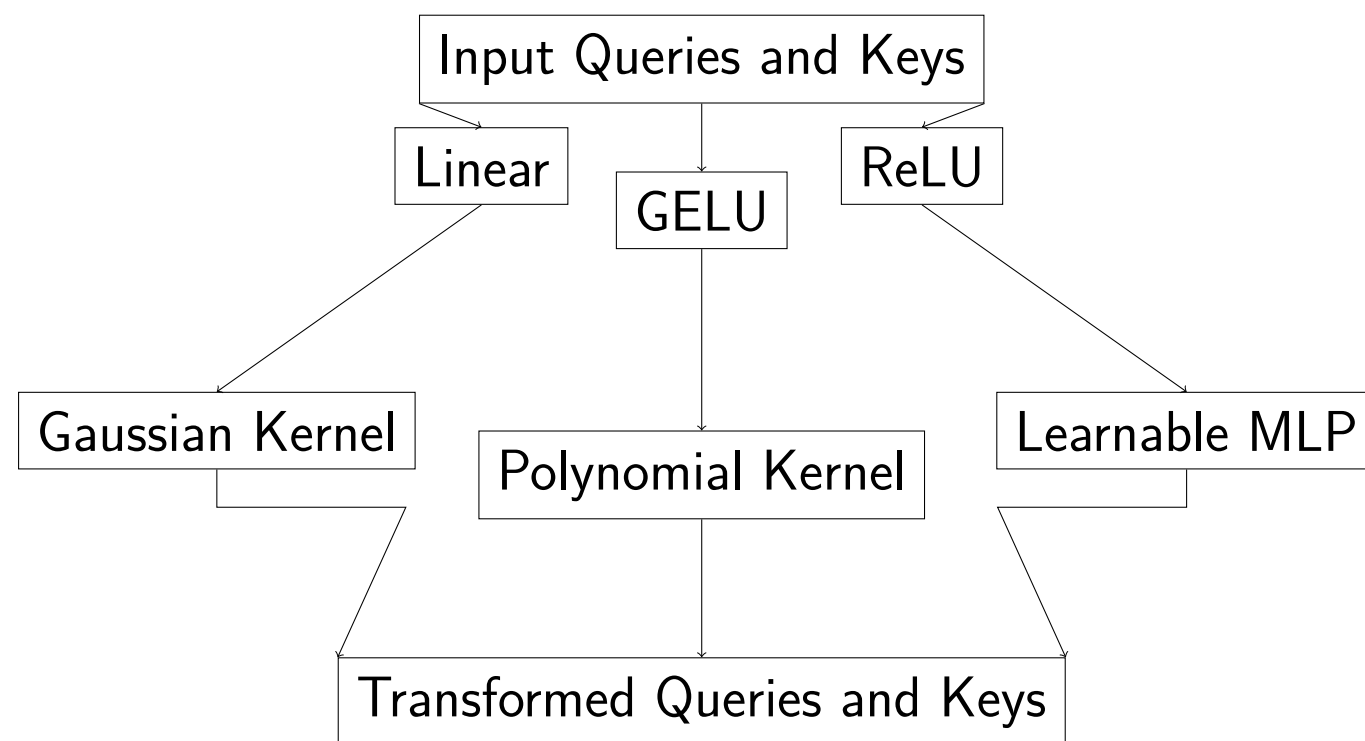 Input Queries and Keys
Linear
GELU
ReLU
Gaussian Kernel
Polynomial Kernel
Learnable MLP
Transformed Queries and Keys